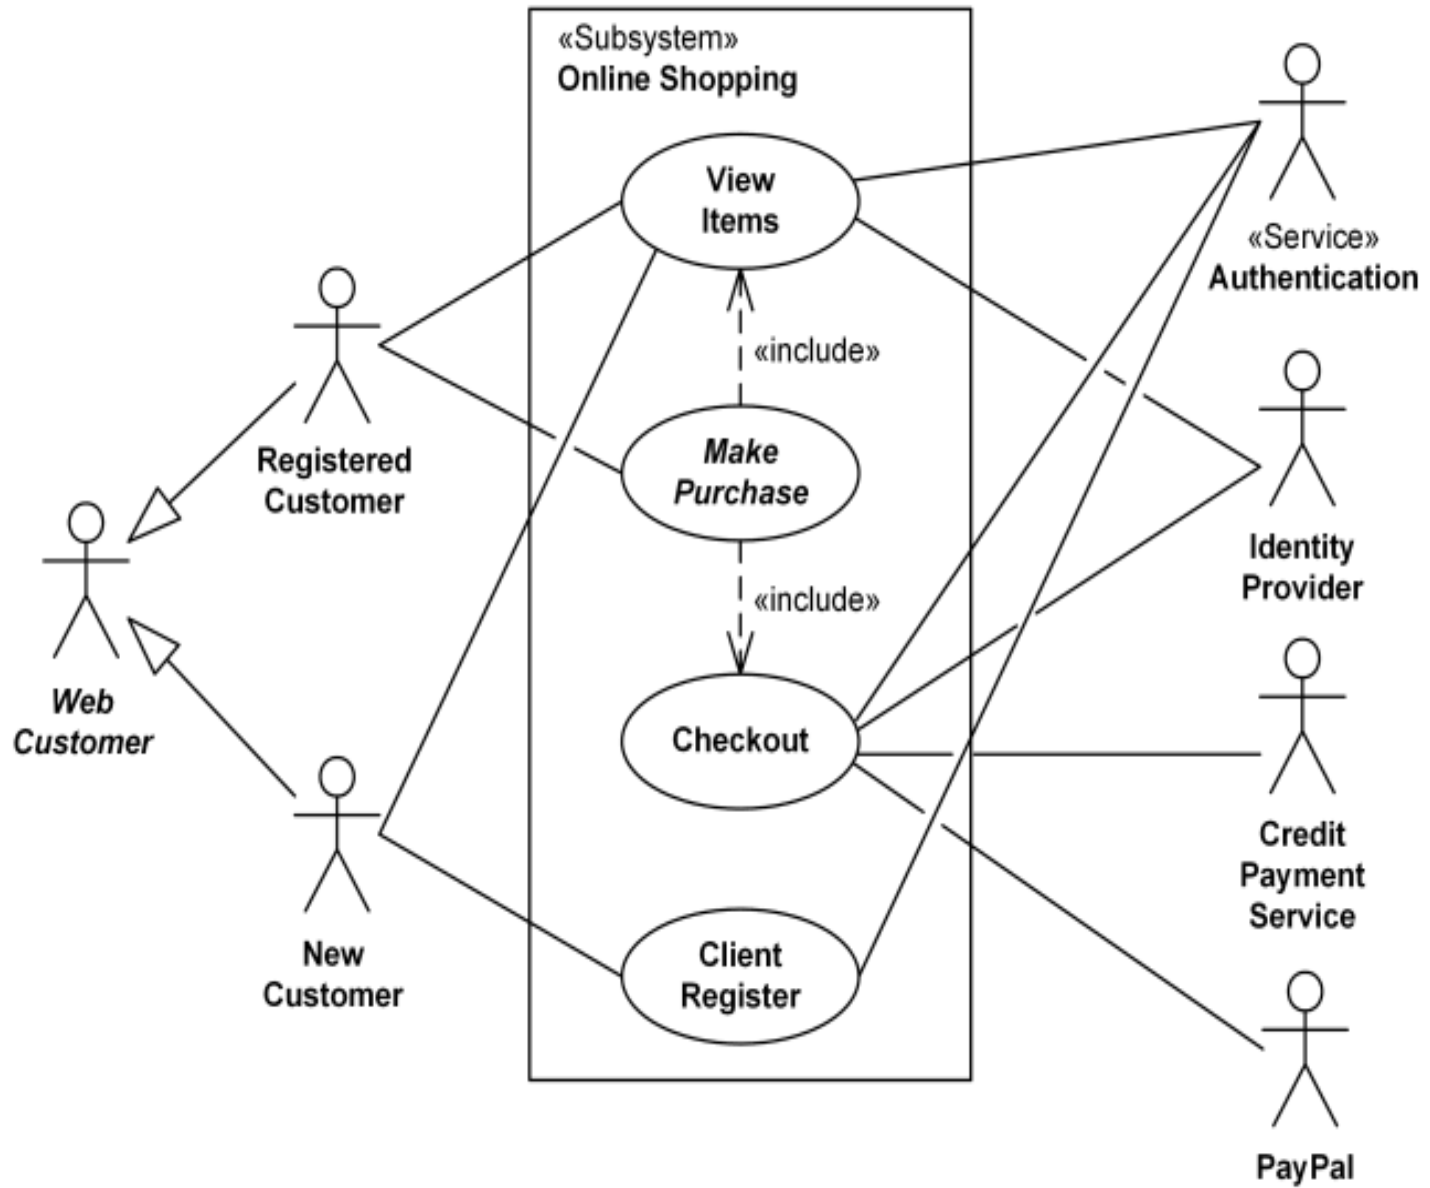 «Subsystem»
Online Shopping
View
Items
«include»
Make
Purchase
«include»
Checkout
Client
Register
Registered
Customer
Web
Customer
New
Customer
«Service»
Authentication
Identity
Provider
Credit
Payment
Service
PayPal